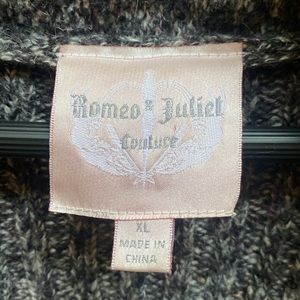 Romeo & Juliet
Couture
XL
MADE IN
CHINA